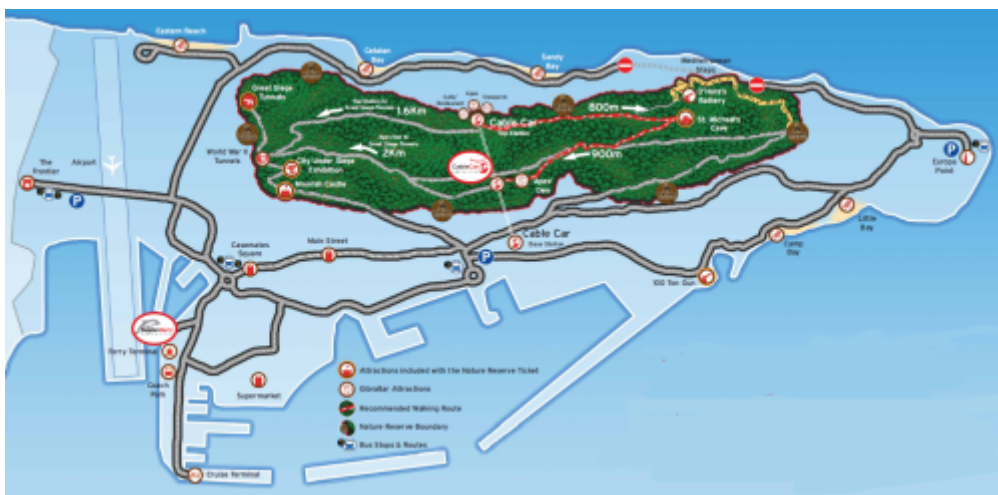 Eastern Beach
Catalan
Bay
Sandy
Bay
Mediterranean
Steps
Great Siege
Tunnels
1.6Km
Cable Car
Top Station
800m
O'Hara's
Battery
St. Michael's
Cave
World War II
Tunnels
2Km
City Under Siege
Exhibition
900m
Apes'
Den
Moorish Castle
The
Frontier
Airport
P
P
Europa
Point
Little
Bay
Camp
Bay
Cable Car
Base Station
P
Main Street
Casemates
Square
100 Ton Gun
Ferry Terminal
Coach
Park
Supermarket
Cruise Terminal
Attractions included with the Nature Reserve Ticket
Gibraltar Attractions
Recommended Walking Route
Nature Reserve Boundary
Bus Stops & Routes